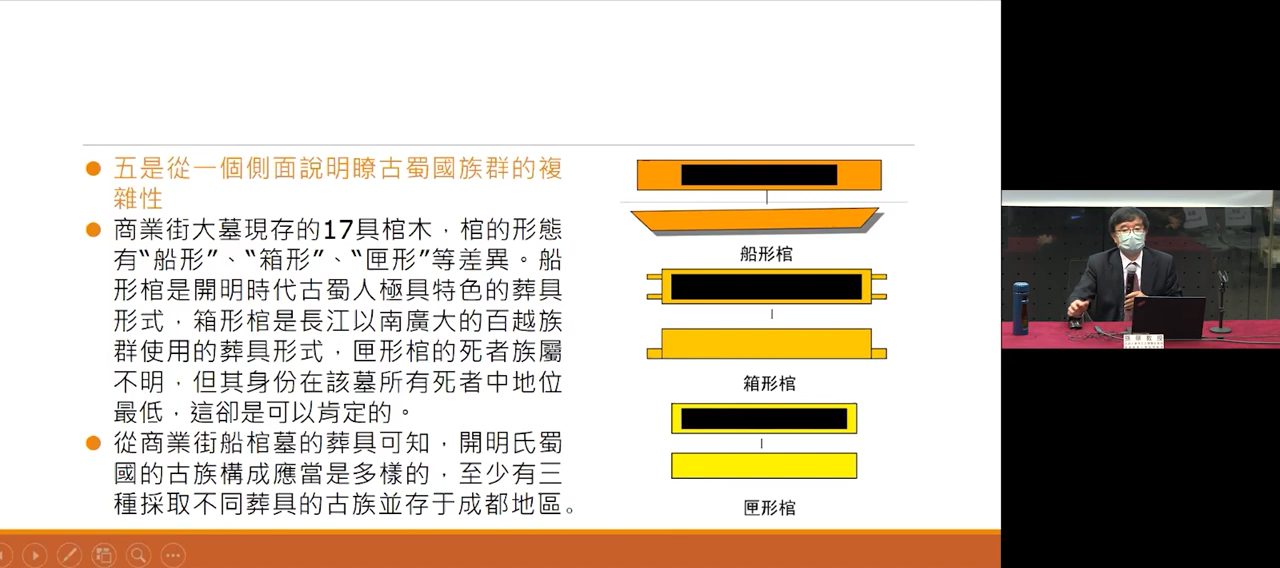 五是從一個側面說明瞭古蜀國族群的複
雜性
商業街大墓現存的17具棺木，棺的形態
有“船形”、“箱形”、“匣形”等差異。船
形棺是開明時代古蜀人極具特色的葬具
形式，箱形棺是長江以南廣大的百越族
群使用的葬具形式，匣形棺的死者族屬
不明，但其身份在該墓所有死者中地位
最低，這卻是可以肯定的。
從商業街船棺墓的葬具可知，開明氏蜀
國的古族構成應當是多樣的，至少有三
種採取不同葬具的古族並存于成都地區。
船形棺
箱形棺
匣形棺